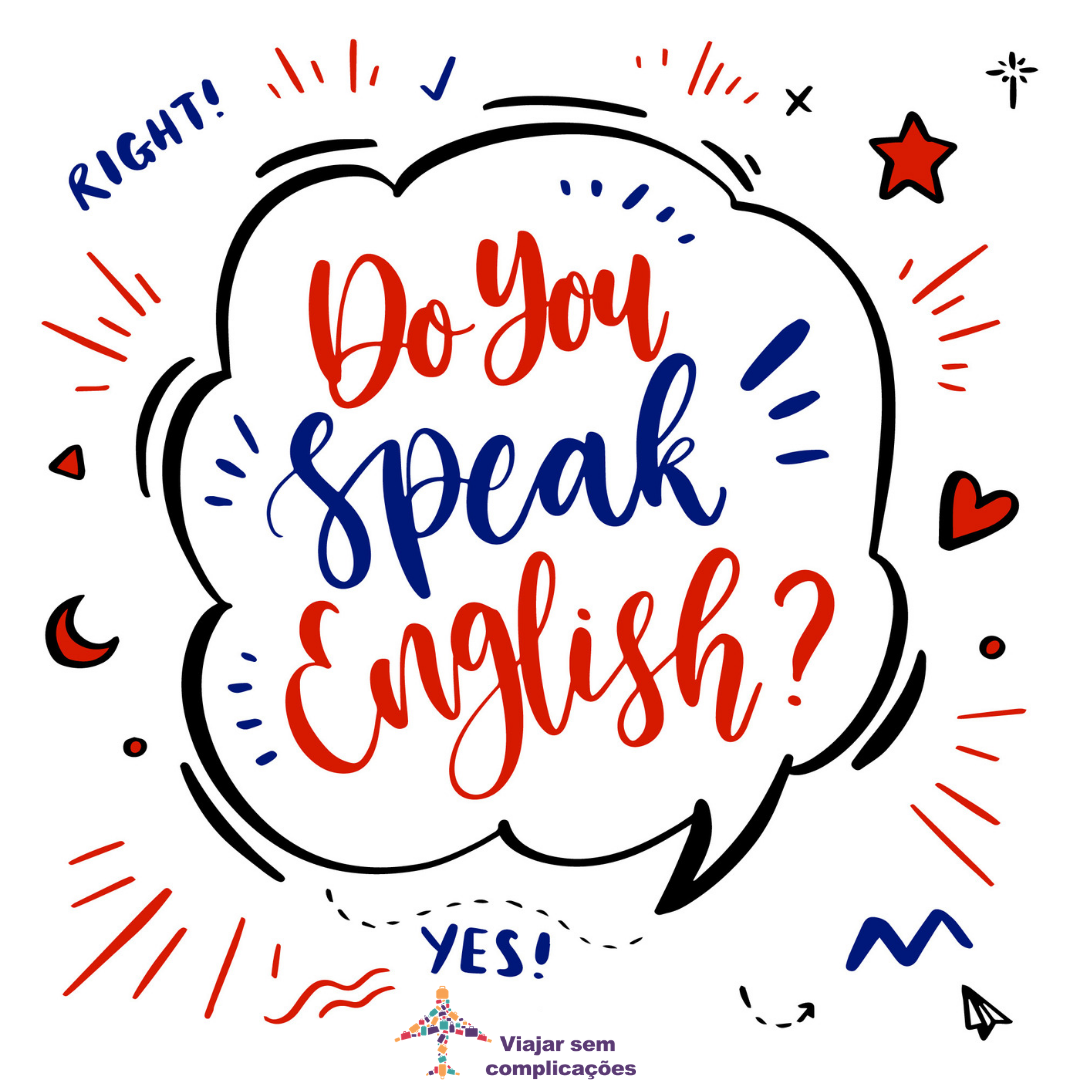 RIGHT!
Do You
Speak
English?
YES!
Viajar sem
complicações